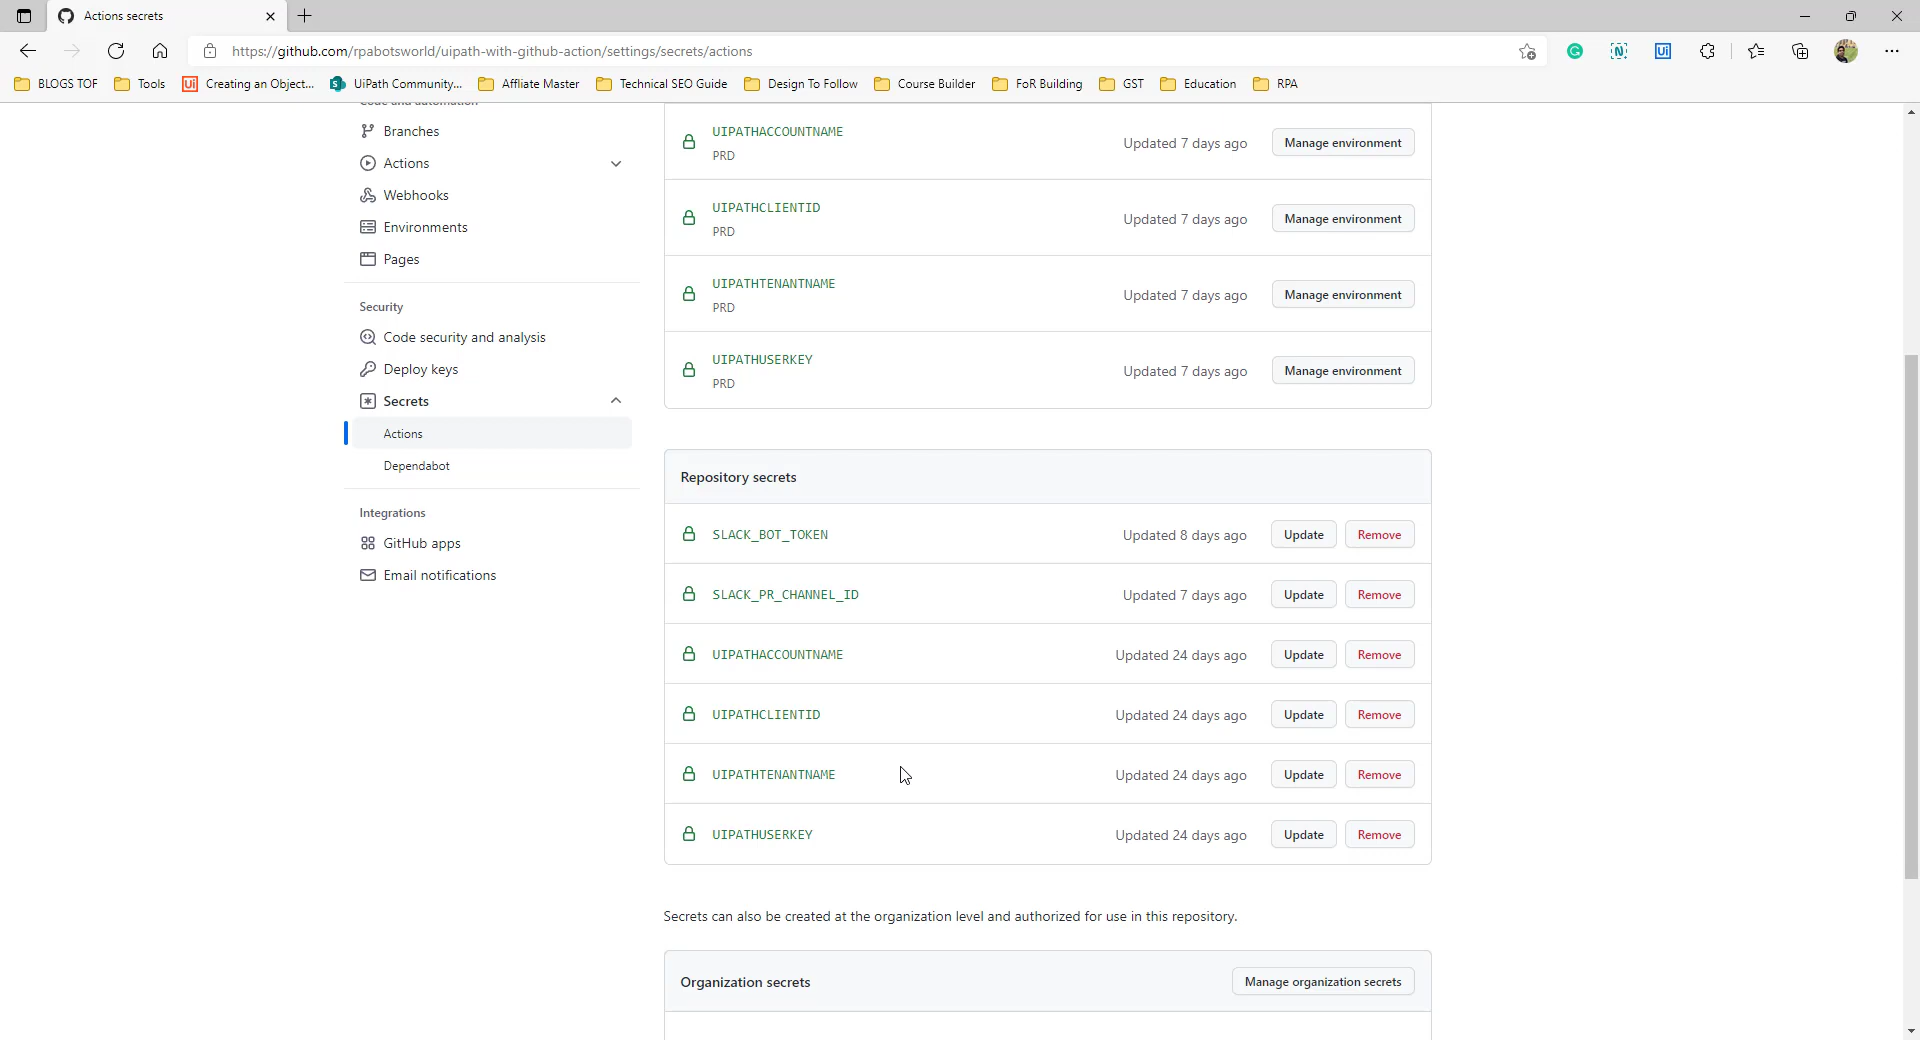 Actions secrets
https://github.com/rpabotsworld/uipath-with-github-action/settings/secrets/actions
BLOGS TOF
Tools
Creating an Object...
UiPath Community...
Affliate Master
Technical SEO Guide
Design To Follow
Course Builder
FoR Building
GST
Education
RPA
Code and automation
Branches
Actions
Webhooks
Environments
Pages
Security
Code security and analysis
Deploy keys
Secrets
Actions
Dependabot
Integrations
GitHub apps
Email notifications
UIPATHACCOUNTNAME
PRD
Updated 7 days ago
Manage environment
UIPATHCLIENTID
PRD
Updated 7 days ago
Manage environment
UIPATHTENANTNAME
PRD
Updated 7 days ago
Manage environment
UIPATHUSERKEY
PRD
Updated 7 days ago
Manage environment
Repository secrets
SLACK_BOT_TOKEN Updated 8 days ago Update Remove
SLACK_PR_CHANNEL_ID Updated 7 days ago Update Remove
UIPATHACCOUNTNAME Updated 24 days ago Update Remove
UIPATHCLIENTID Updated 24 days ago Update Remove
UIPATHTENANTNAME Updated 24 days ago Update Remove
UIPATHUSERKEY Updated 24 days ago Update Remove
Secrets can also be created at the organization level and authorized for use in this repository.
Organization secrets Manage organization secrets